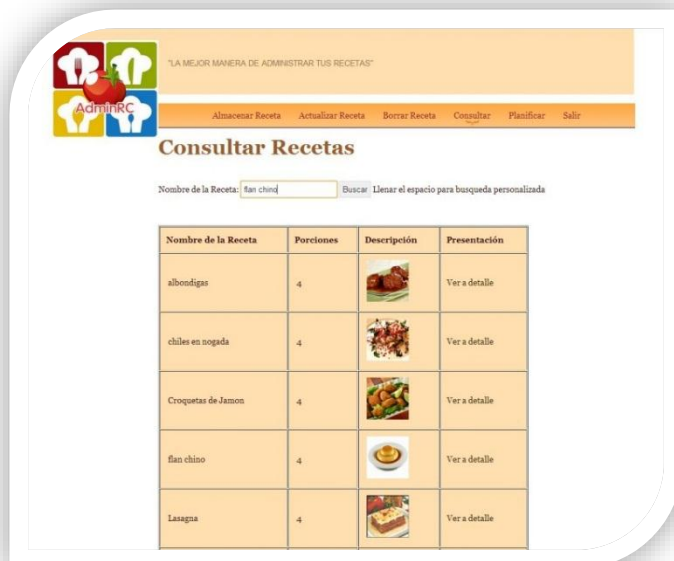 "LA MEJOR MANERA DE ADMINISTRAR TUS RECETAS"
AdminRC
Almacenar Receta Actualizar Receta Borrar Receta Consultar Planificar Salir
Consultar Recetas
Nombre de la Receta: flan chino Buscar Llenar el espacio para busqueda personalizada
Nombre de la Receta Porciones Descripción Presentación
albondigas 4 Ver a detalle
chiles en nogada 4 Ver a detalle
Croquetas de Jamon 4 Ver a detalle
flan chino 4 Ver a detalle
Lasagna 4 Ver a detalle